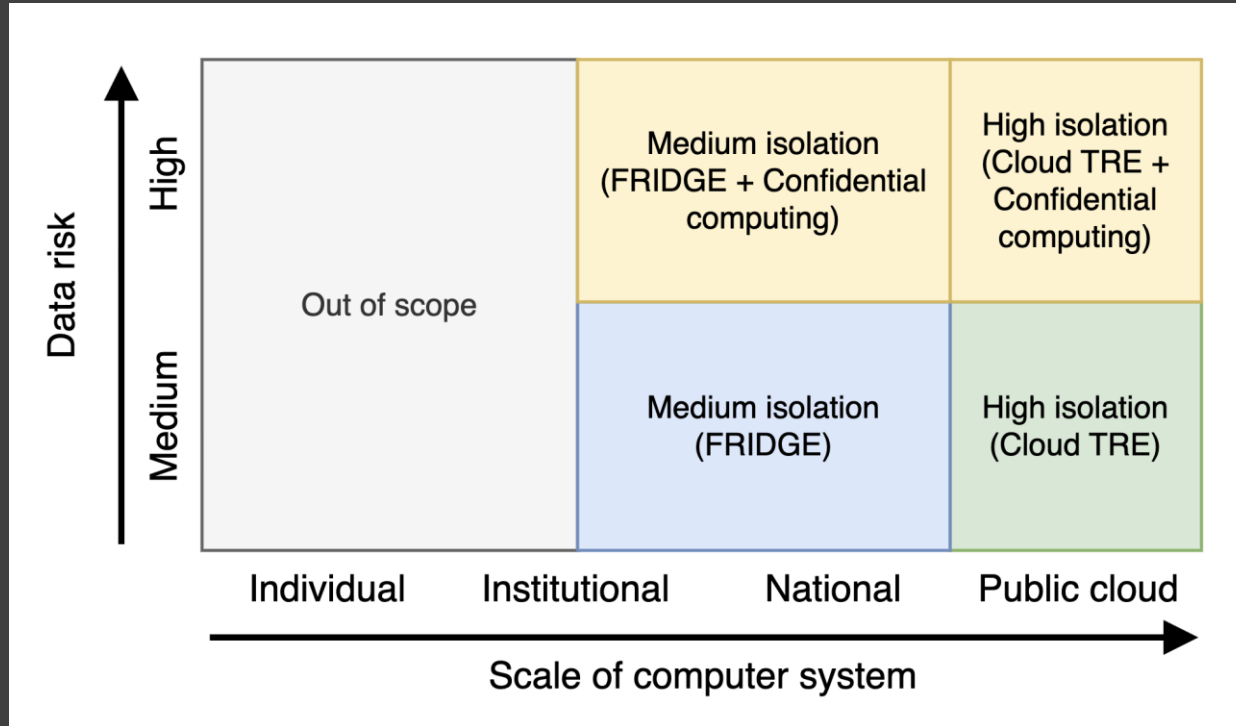 Data risk
High
Medium
Out of scope
Medium isolation
(FRIDGE + Confidential
computing)
High isolation
(Cloud TRE +
Confidential
computing)
Medium isolation
(FRIDGE)
High isolation
(Cloud TRE)
Individual
Institutional
National
Public cloud
Scale of computer system